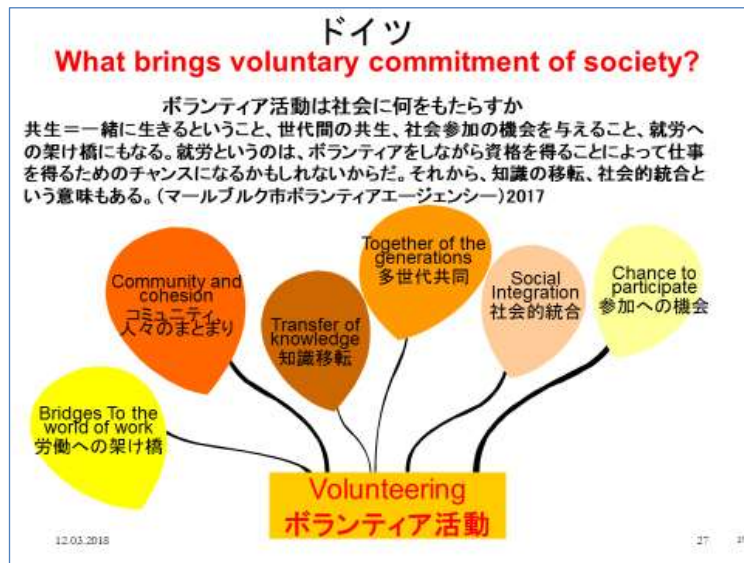 ドイツ
What brings voluntary commitment of society?
ボランティア活動は社会に何をもたらすか
共生＝一緒に生きるということ、世代間の共生、社会参加の機会を与えること、就労へ
の架け橋にもなる。就労というのは、ボランティアをしながら資格を得ることによって仕事
を得るためのチャンスになるかもしれないからだ。それから、知識の移転、社会的統合と
いう意味もある。（マールブルク市ボランティアエージェンシー）2017
Together of the
generations
多世代共同
Community and
cohesion
コミュニティ
人々のまとまり
Social
Integration
社会的統合
Chance to
participate
参加への機会
Transfer of
knowledge
知識移転
Bridges To the
world of work
労働への架け橋
Volunteering
ボランティア活動
12.03.2018
27